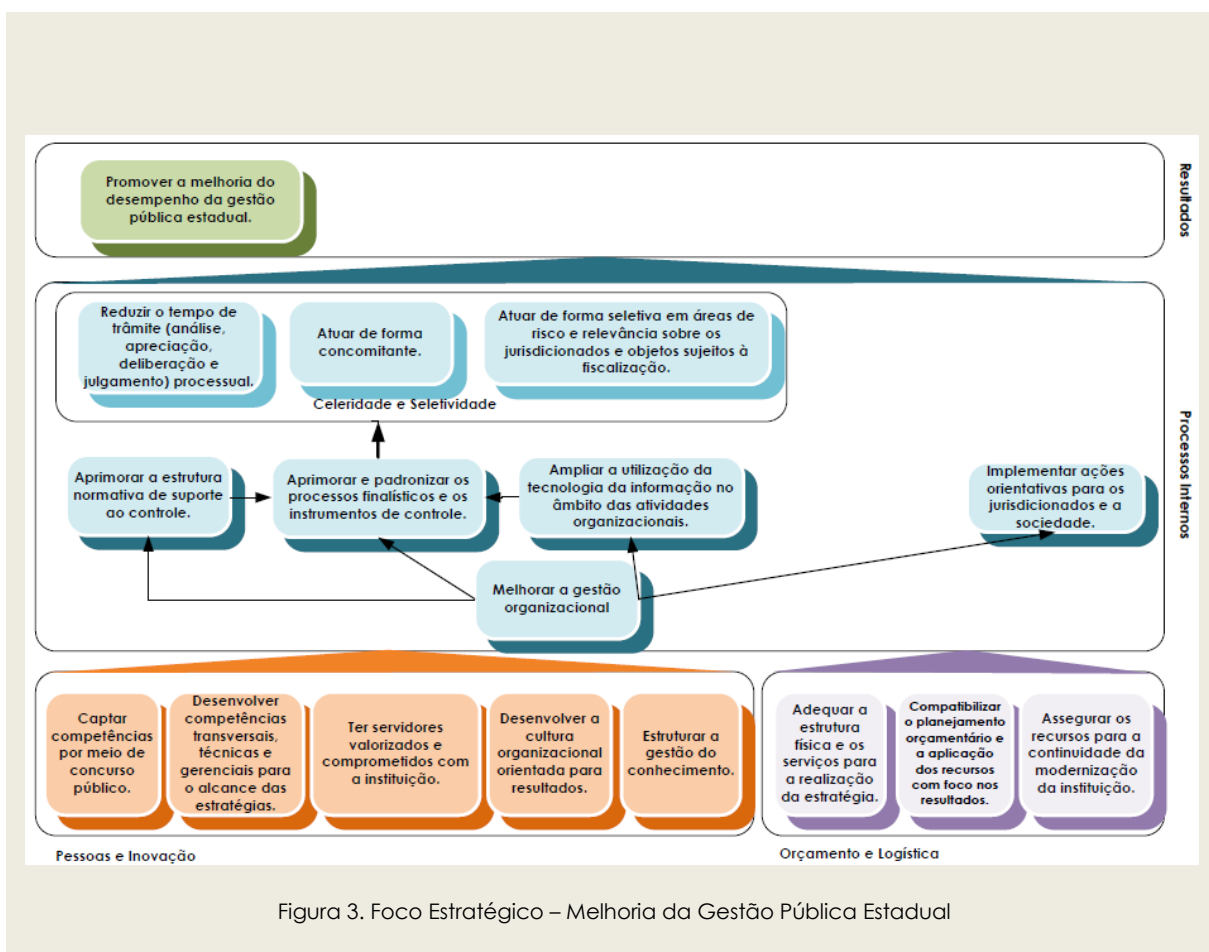 Promover a melhoria do
desempenho da gestão
pública estadual.
Resultados
Reduzir o tempo de
trâmite (análise,
apreciação,
deliberação e
julgamento) processual.
Atuar de forma
concomitante.
Atuar de forma seletiva em áreas de
risco e relevância sobre os
jurisdicionados e objetos sujeitos à
fiscalização.
Celeridade e Seletividade
Aprimorar a estrutura
normativa de suporte
ao controle.
Aprimorar e padronizar os
processos finalísticos e os
instrumentos de controle.
Ampliar a utilização da
tecnologia da informação no
âmbito das atividades
organizacionais.
Implementar ações
orientativas para os
jurisdicionados e a
sociedade.
Processos Internos
Melhorar a gestão
organizacional
Captar
competências
por meio de
concurso
público.
Desenvolver
competências
transversais,
técnicas e
gerenciais para
o alcance das
estratégias.
Ter servidores
valorizados e
comprometidos com
a instituição.
Desenvolver a
cultura
organizacional
orientada para
resultados.
Estruturar a
gestão do
conhecimento.
Adequar a
estrutura
física e os
serviços para
a realização
da estratégia.
Compatibilizar
o planejamento
orçamentário e
a aplicação
dos recursos
com foco nos
resultados.
Assegurar os
recursos para a
continuidade da
modernização
da instituição.
Pessoas e Inovação
Orçamento e Logística
Figura 3. Foco Estratégico – Melhoria da Gestão Pública Estadual